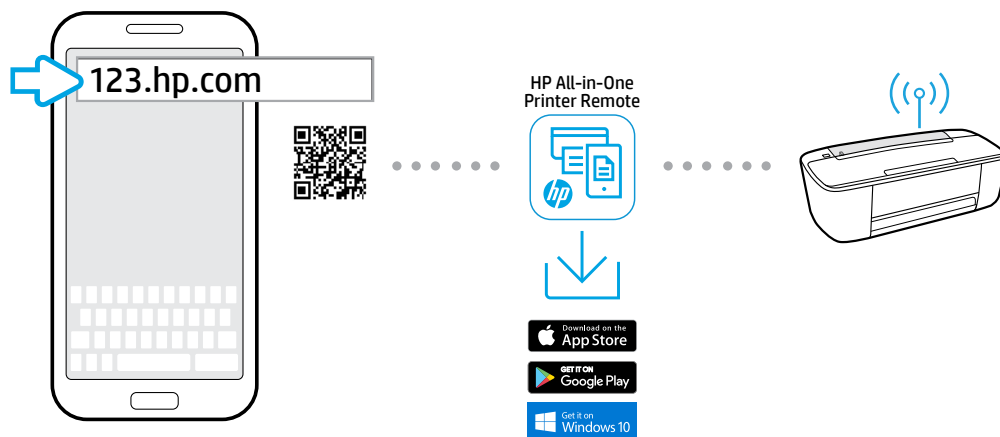 123.hp.com
HP All-in-One
Printer Remote
hp
Download on the
App Store
GET IT ON
Google Play
Get it on
Windows 10